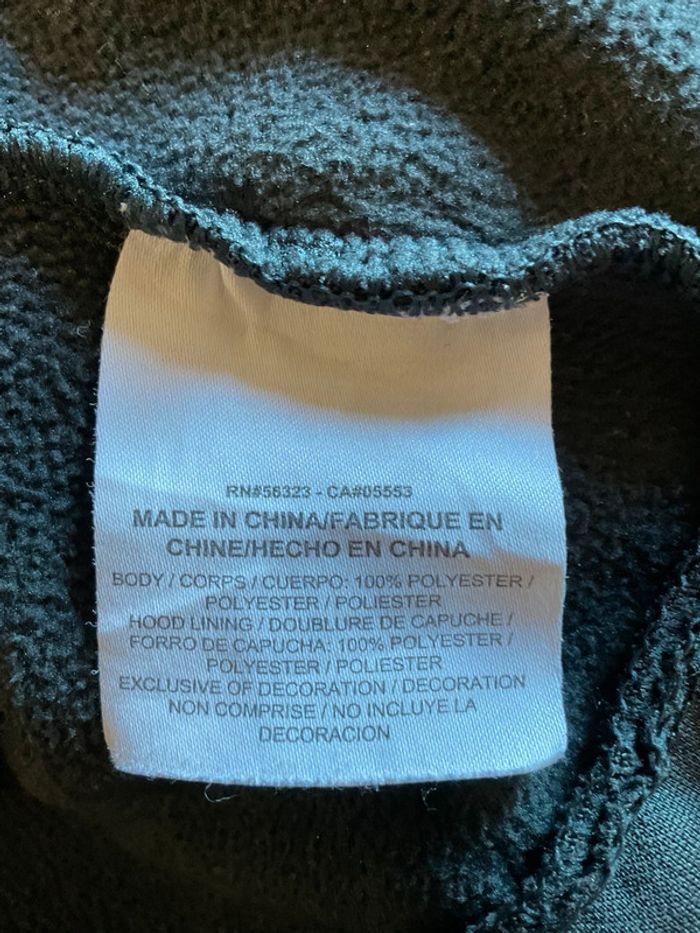 RN#56323 - CA#05553
MADE IN CHINA/FABRIQUE EN
CHINE/HECHO EN CHINA
BODY / CORPS / CUERPO: 100% POLYESTER /
POLYESTER / POLIESTER
HOOD LINING / DOUBLURE DE CAPUCHE /
FORRO DE CAPUCHA: 100% POLYESTER /
POLYESTER / POLIESTER
EXCLUSIVE OF DECORATION / DECORATION
NON COMPRISE / NO INCLUYE LA
DECORACION